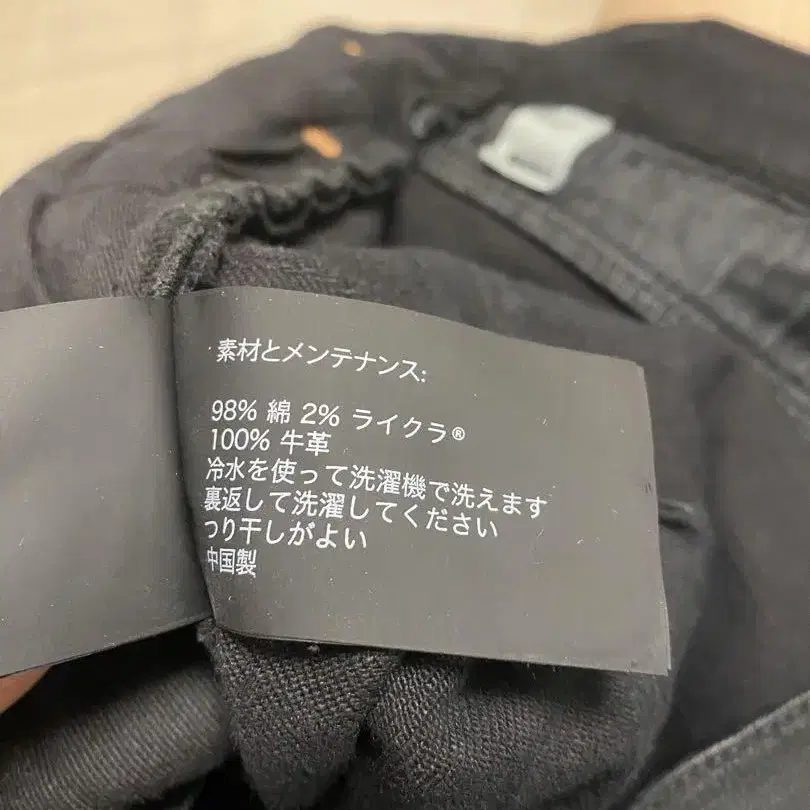 素材とメンテナンス:
98% 綿 2% ライクラ®
100% 牛革
冷水を使って洗濯機で洗えます
裏返して洗濯してください
つり干しがよい
中国製